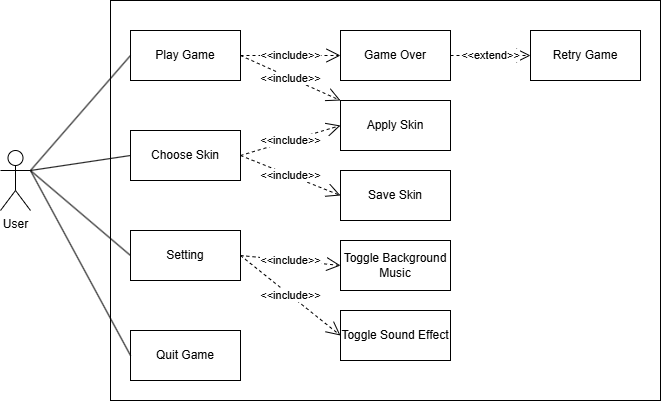 Play Game
<<include>>
Game Over
<<extend>>
Retry Game
<<include>>
Apply Skin
Choose Skin
<<include>>
<<include>>
Save Skin
User
Setting
<<include>>
Toggle Background
Music
<<include>>
Toggle Sound Effect
Quit Game